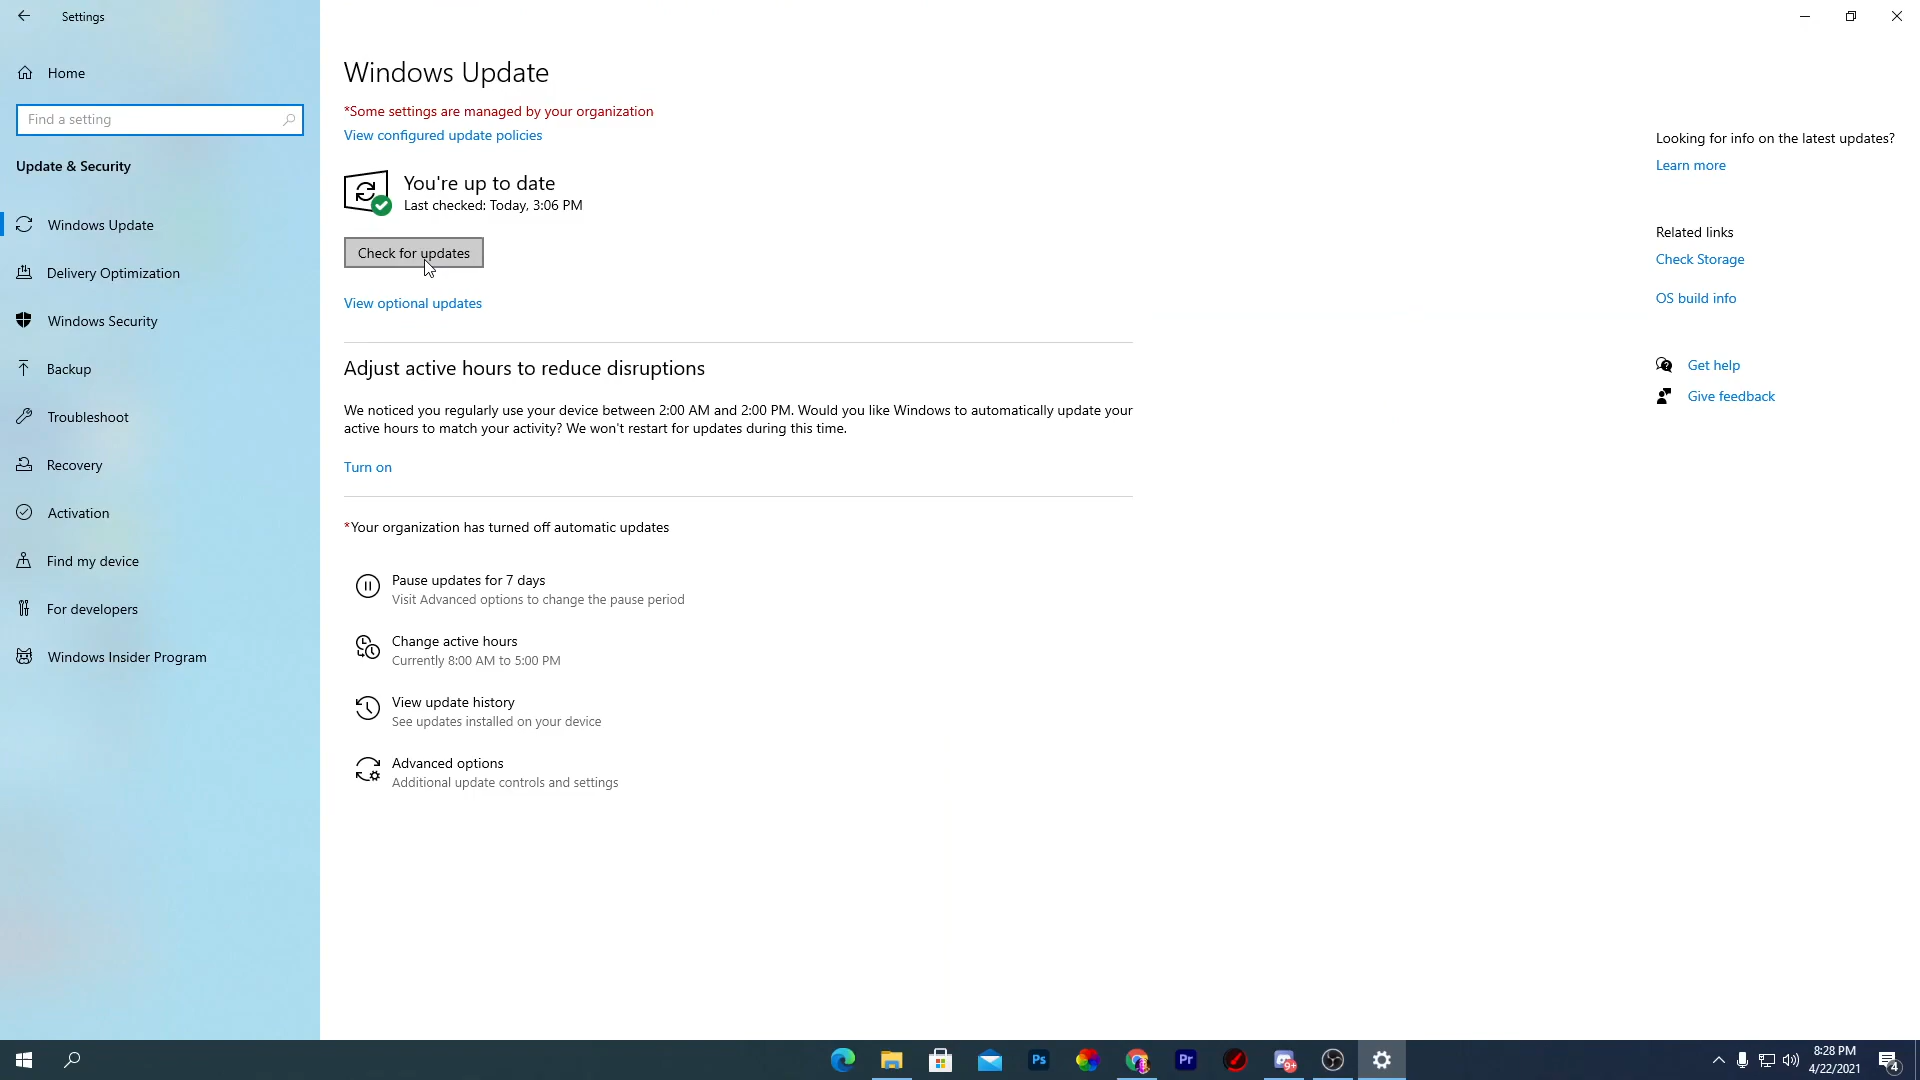 Settings
Home
Find a setting
Update & Security
Windows Update
Delivery Optimization
Windows Security
Backup
Troubleshoot
Recovery
Activation
Find my device
For developers
Windows Insider Program
Windows Update
*Some settings are managed by your organization
View configured update policies
You're up to date
Last checked: Today, 3:06 PM
Check for updates
View optional updates
Adjust active hours to reduce disruptions
We noticed you regularly use your device between 2:00 AM and 2:00 PM. Would you like Windows to automatically update your
active hours to match your activity? We won't restart for updates during this time.
Turn on
*Your organization has turned off automatic updates
Pause updates for 7 days
Visit Advanced options to change the pause period
Change active hours
Currently 8:00 AM to 5:00 PM
View update history
See updates installed on your device
Advanced options
Additional update controls and settings
Looking for info on the latest updates?
Learn more
Related links
Check Storage
OS build info
Get help
Give feedback
Ps
Pr
9+
8:28 PM
4/22/2021
4